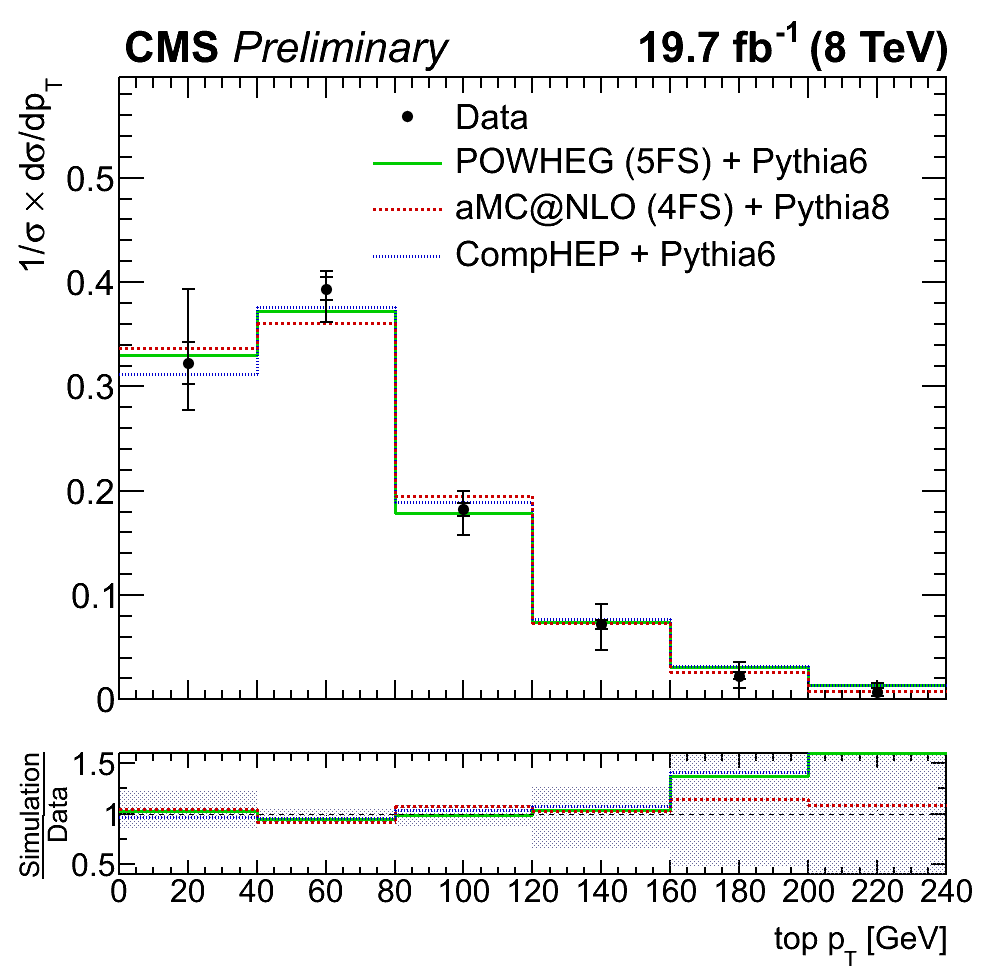 CMS Preliminary
19.7 fb⁻¹ (8 TeV)
1/σ × dσ/dp_T
Data
POWHEG (5FS) + Pythia6
aMC@NLO (4FS) + Pythia8
CompHEP + Pythia6
0.5
0.4
0.3
0.2
0.1
0
Simulation
Data
1.5
1
0.5
0 20 40 60 80 100 120 140 160 180 200 220 240
top p_T [GeV]